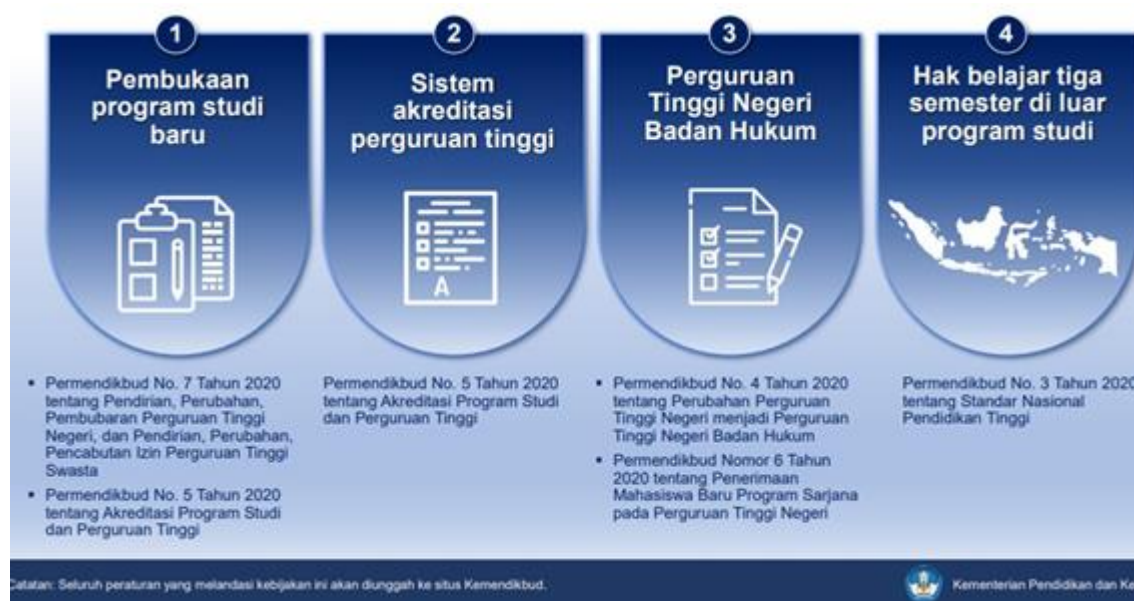 1
Pembukaan
program studi
baru
Permendikbud No. 7 Tahun 2020
tentang Pendirian, Perubahan,
Pembubaran Perguruan Tinggi
Negeri, dan Pendirian, Perubahan,
Pencabutan Izin Perguruan Tinggi
Swasta
Permendikbud No. 5 Tahun 2020
tentang Akreditasi Program Studi
dan Perguruan Tinggi
2
Sistem
akreditasi
perguruan tinggi
A
Permendikbud No. 5 Tahun 2020
tentang Akreditasi Program Studi
dan Perguruan Tinggi
3
Perguruan
Tinggi Negeri
Badan Hukum
Permendikbud No. 4 Tahun 2020
tentang Perubahan Perguruan
Tinggi Negeri menjadi Perguruan
Tinggi Negeri Badan Hukum
Permendikbud Nomor 6 Tahun
2020 tentang Penerimaan
Mahasiswa Baru Program Sarjana
pada Perguruan Tinggi Negeri
4
Hak belajar tiga
semester di luar
program studi
Permendikbud No. 3 Tahun 2020
tentang Standar Nasional
Pendidikan Tinggi
Catatan: Seluruh peraturan yang melandasi kebijakan ini akan diunggah ke situs Kemendikbud.
Kementerian Pendidikan dan Ke